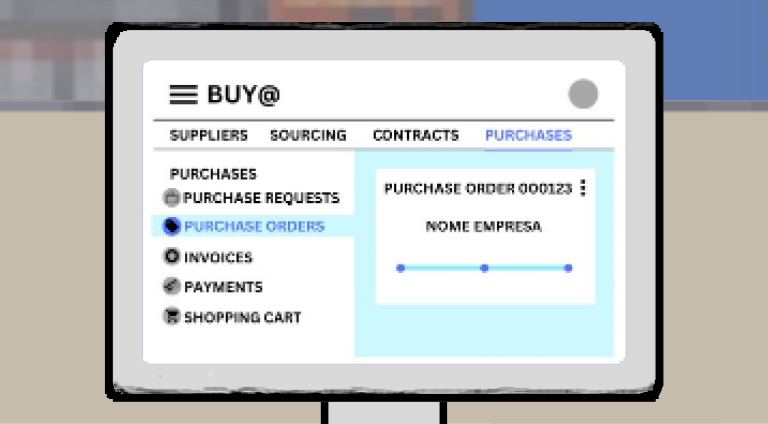 BUY@
SUPPLIERS SOURCING CONTRACTS PURCHASES
PURCHASES
PURCHASE REQUESTS
PURCHASE ORDERS
INVOICES
PAYMENTS
SHOPPING CART
PURCHASE ORDER 000123
NOME EMPRESA